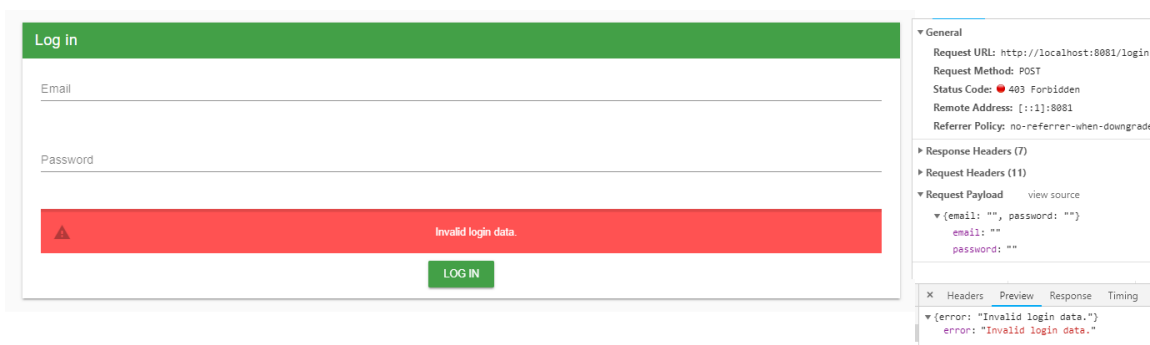 Log in
Email
Password
Invalid login data.
LOG IN
General
Request URL: http://localhost:8081/login
Request Method: POST
Status Code: 403 Forbidden
Remote Address: [::1]:8081
Referrer Policy: no-referrer-when-downgrade
Response Headers (7)
Request Headers (11)
Request Payload view source
{email: "", password: ""}
email: ""
password: ""
× Headers Preview Response Timing
{error: "Invalid login data."}
error: "Invalid login data."